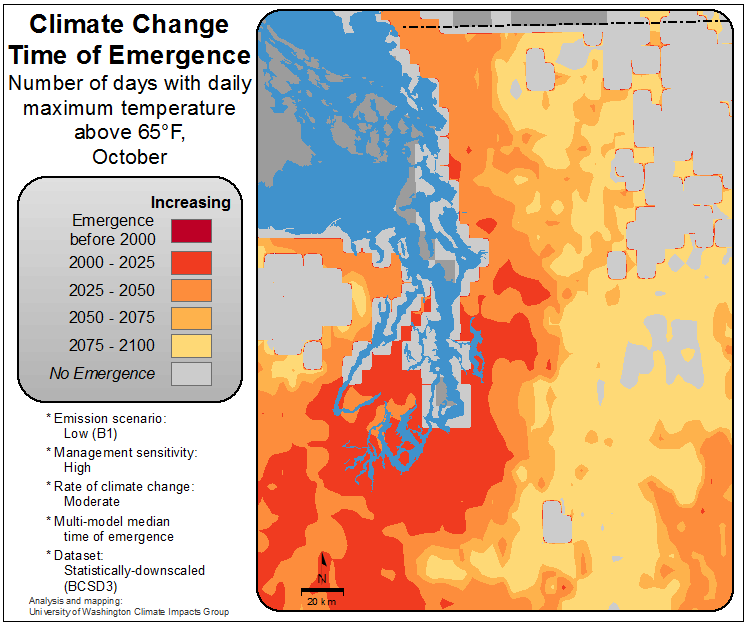 Climate Change
Time of Emergence
Number of days with daily
maximum temperature
above 65°F,
October
Increasing
Emergence
before 2000
2000 - 2025
2025 - 2050
2050 - 2075
2075 - 2100
No Emergence
* Emission scenario:
Low (B1)
* Management sensitivity:
High
* Rate of climate change:
Moderate
* Multi-model median
time of emergence
* Dataset:
Statistically-downscaled
(BCSD3)
Analysis and mapping:
University of Washington Climate Impacts Group
N
20 km